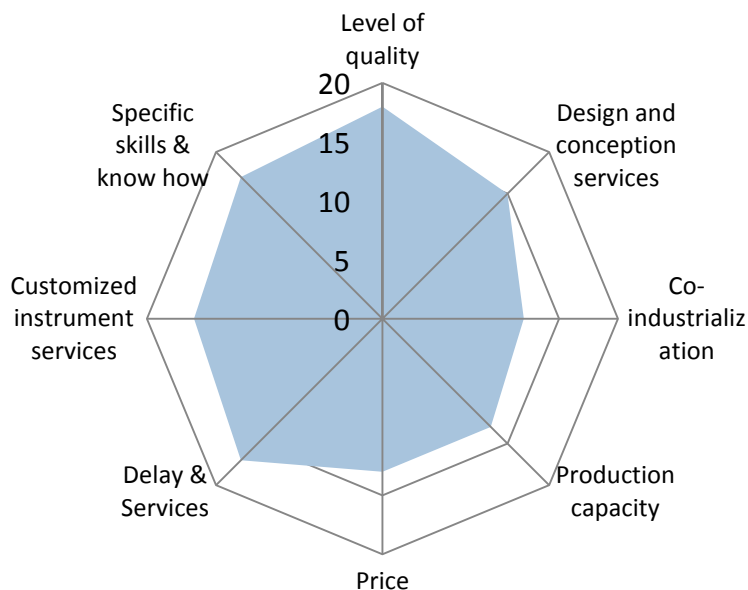 Level of
quality
20
15
10
5
0
Design and
conception
services
Co-
industrializ
ation
Production
capacity
Price
Delay &
Services
Customized
instrument
services
Specific
skills &
know how